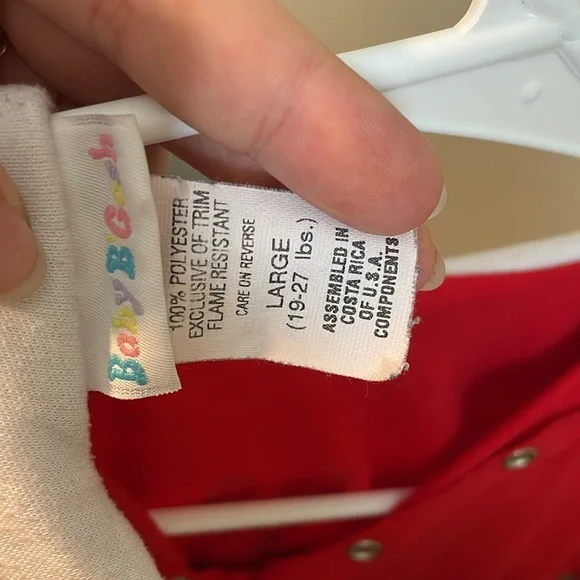 Baby B'Gosh
100% POLYESTER
EXCLUSIVE OF TRIM
FLAME RESISTANT
CARE ON REVERSE
LARGE
(19-27 lbs.)
ASSEMBLED IN
COSTA RICA
OF U.S.A.
COMPONENTS